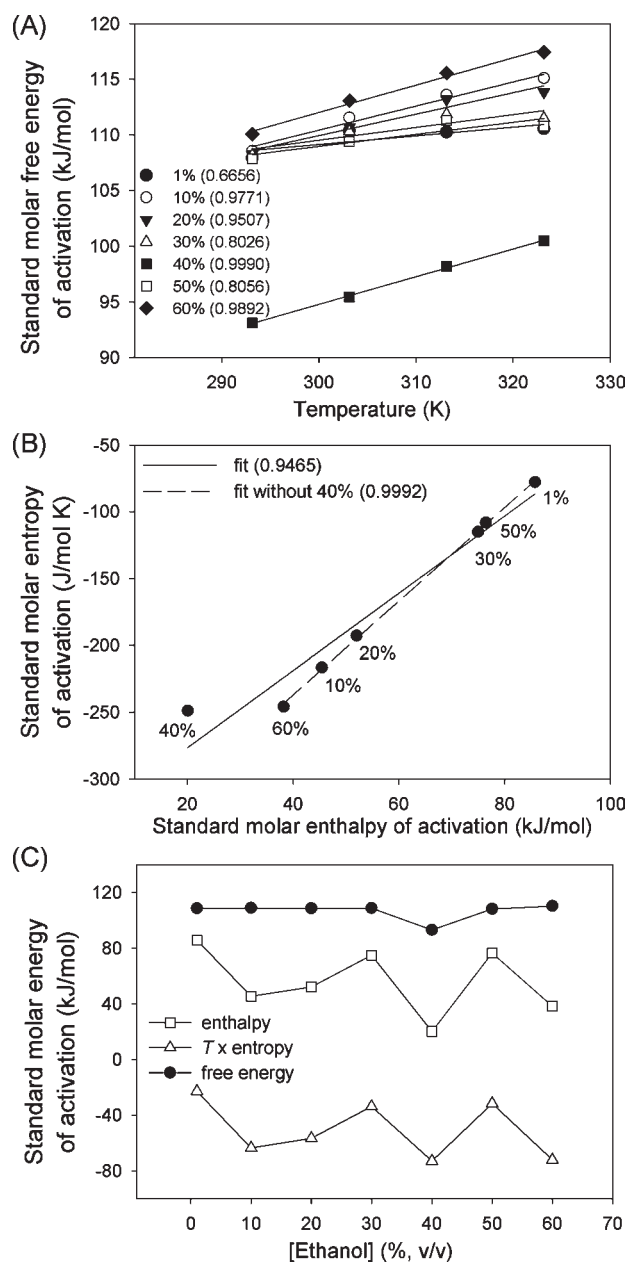 (A)
Standard molar free energy
of activation (kJ/mol)
115
110
105
100
95
90
1% (0.6656)
10% (0.9771)
20% (0.9507)
30% (0.8026)
40% (0.9990)
50% (0.8056)
60% (0.9892)
290 300 310 320 330
Temperature (K)
(B)
Standard molar entropy
of activation (J/mol K)
-50
-100
-150
-200
-250
-300
fit (0.9465)
fit without 40% (0.9992)
1%
50%
30%
20%
10%
60%
40%
20 40 60 80 100
Standard molar enthalpy of activation (kJ/mol)
(C)
Standard molar energy
of activation (kJ/mol)
120
80
40
0
-40
-80
enthalpy
T x entropy
free energy
0 10 20 30 40 50 60 70
[Ethanol] (%, v/v)